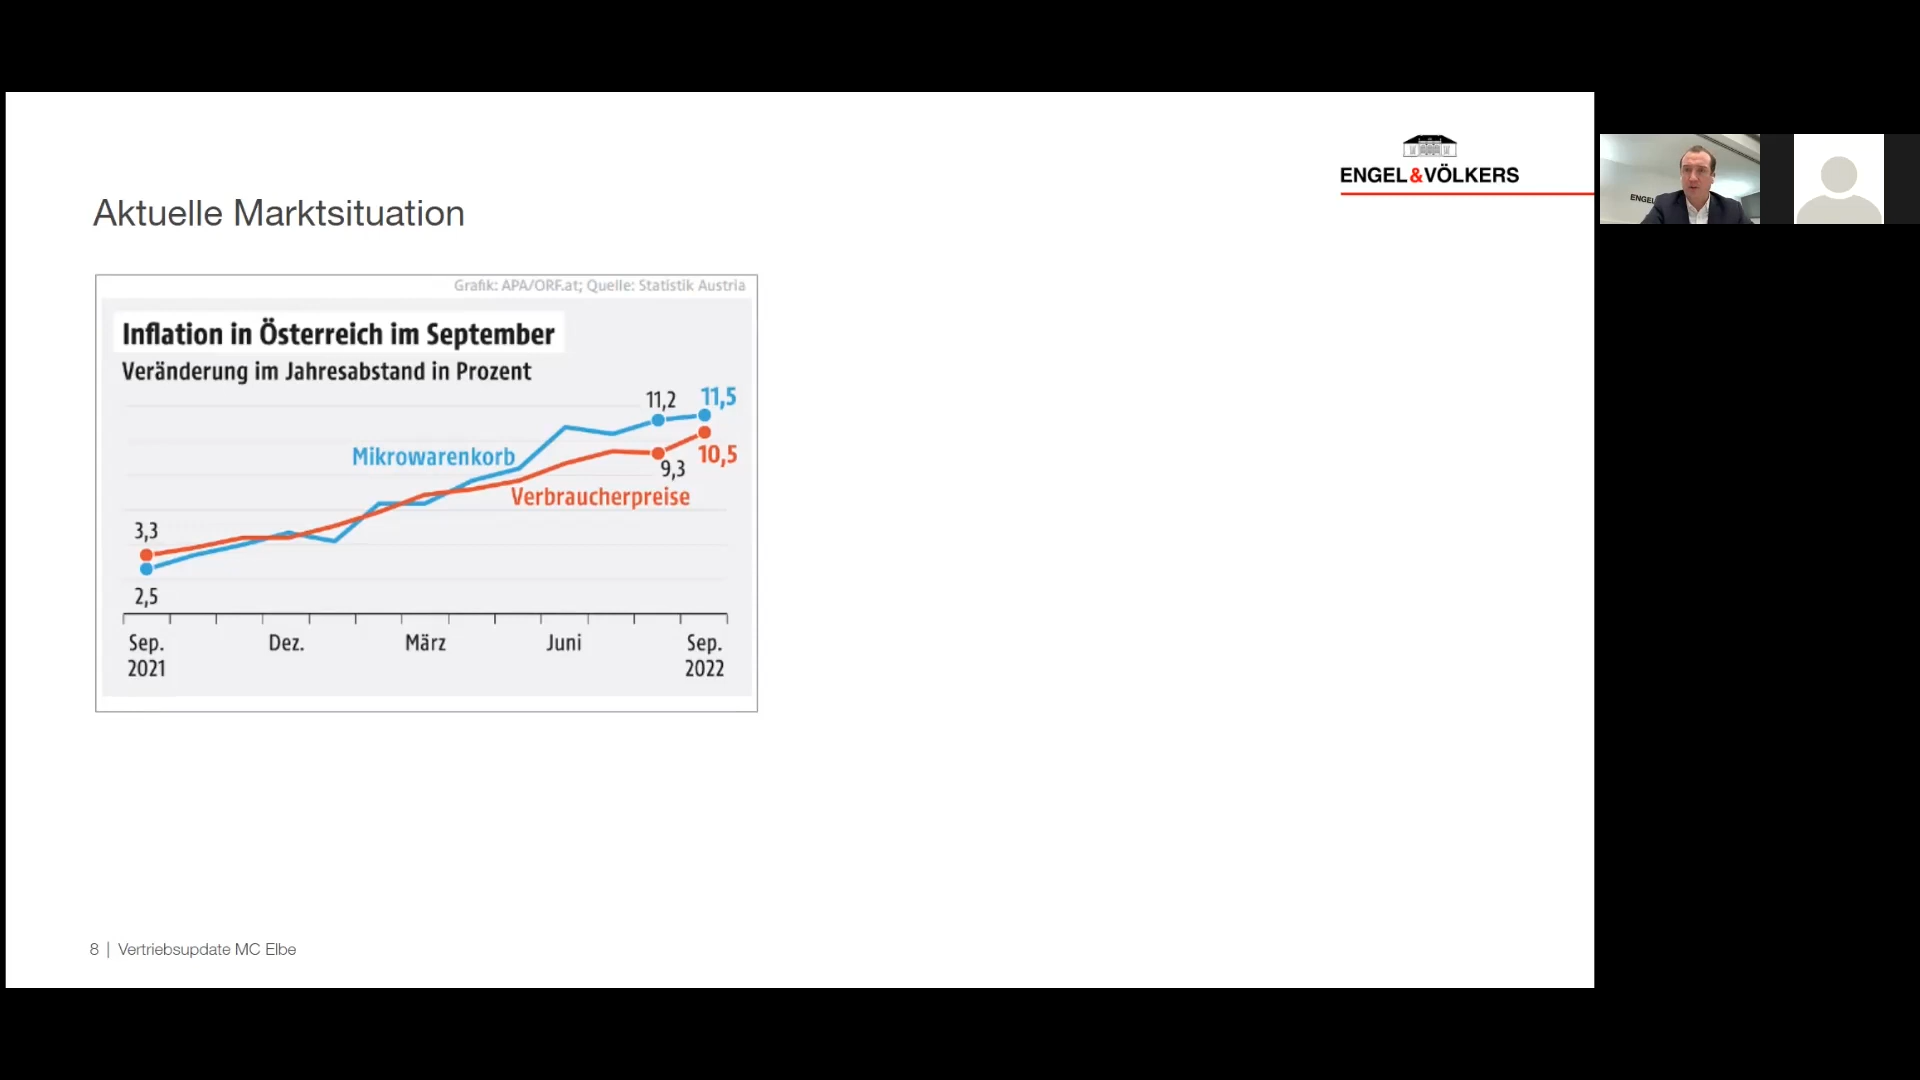 ENGEL&VÖLKERS
ENGEL
Aktuelle Marktsituation
Grafik: APA/ORF.at; Quelle: Statistik Austria
Inflation in Österreich im September
Veränderung im Jahresabstand in Prozent
11,2
11,5
Mikrowarenkorb
10,5
9,3
Verbraucherpreise
3,3
2,5
Sep. Dez. März Juni Sep.
2021 2022
8 | Vertriebsupdate MC Elbe